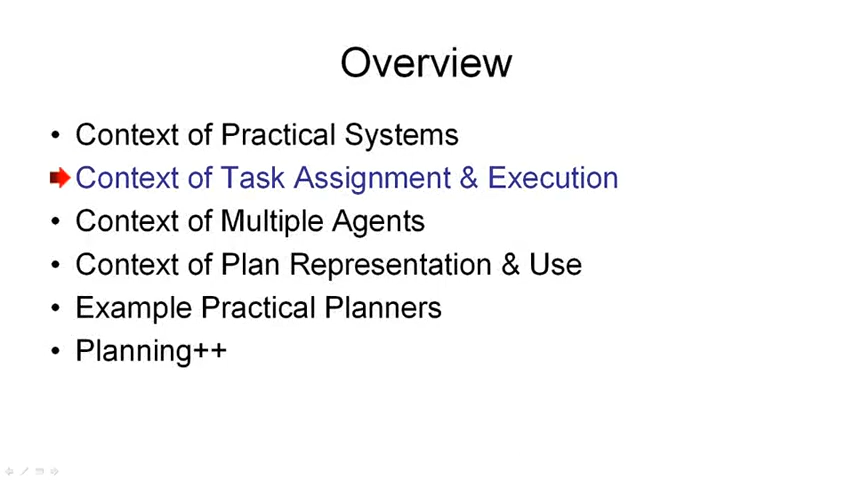 Overview
• Context of Practical Systems
Context of Task Assignment & Execution
• Context of Multiple Agents
• Context of Plan Representation & Use
• Example Practical Planners
• Planning++